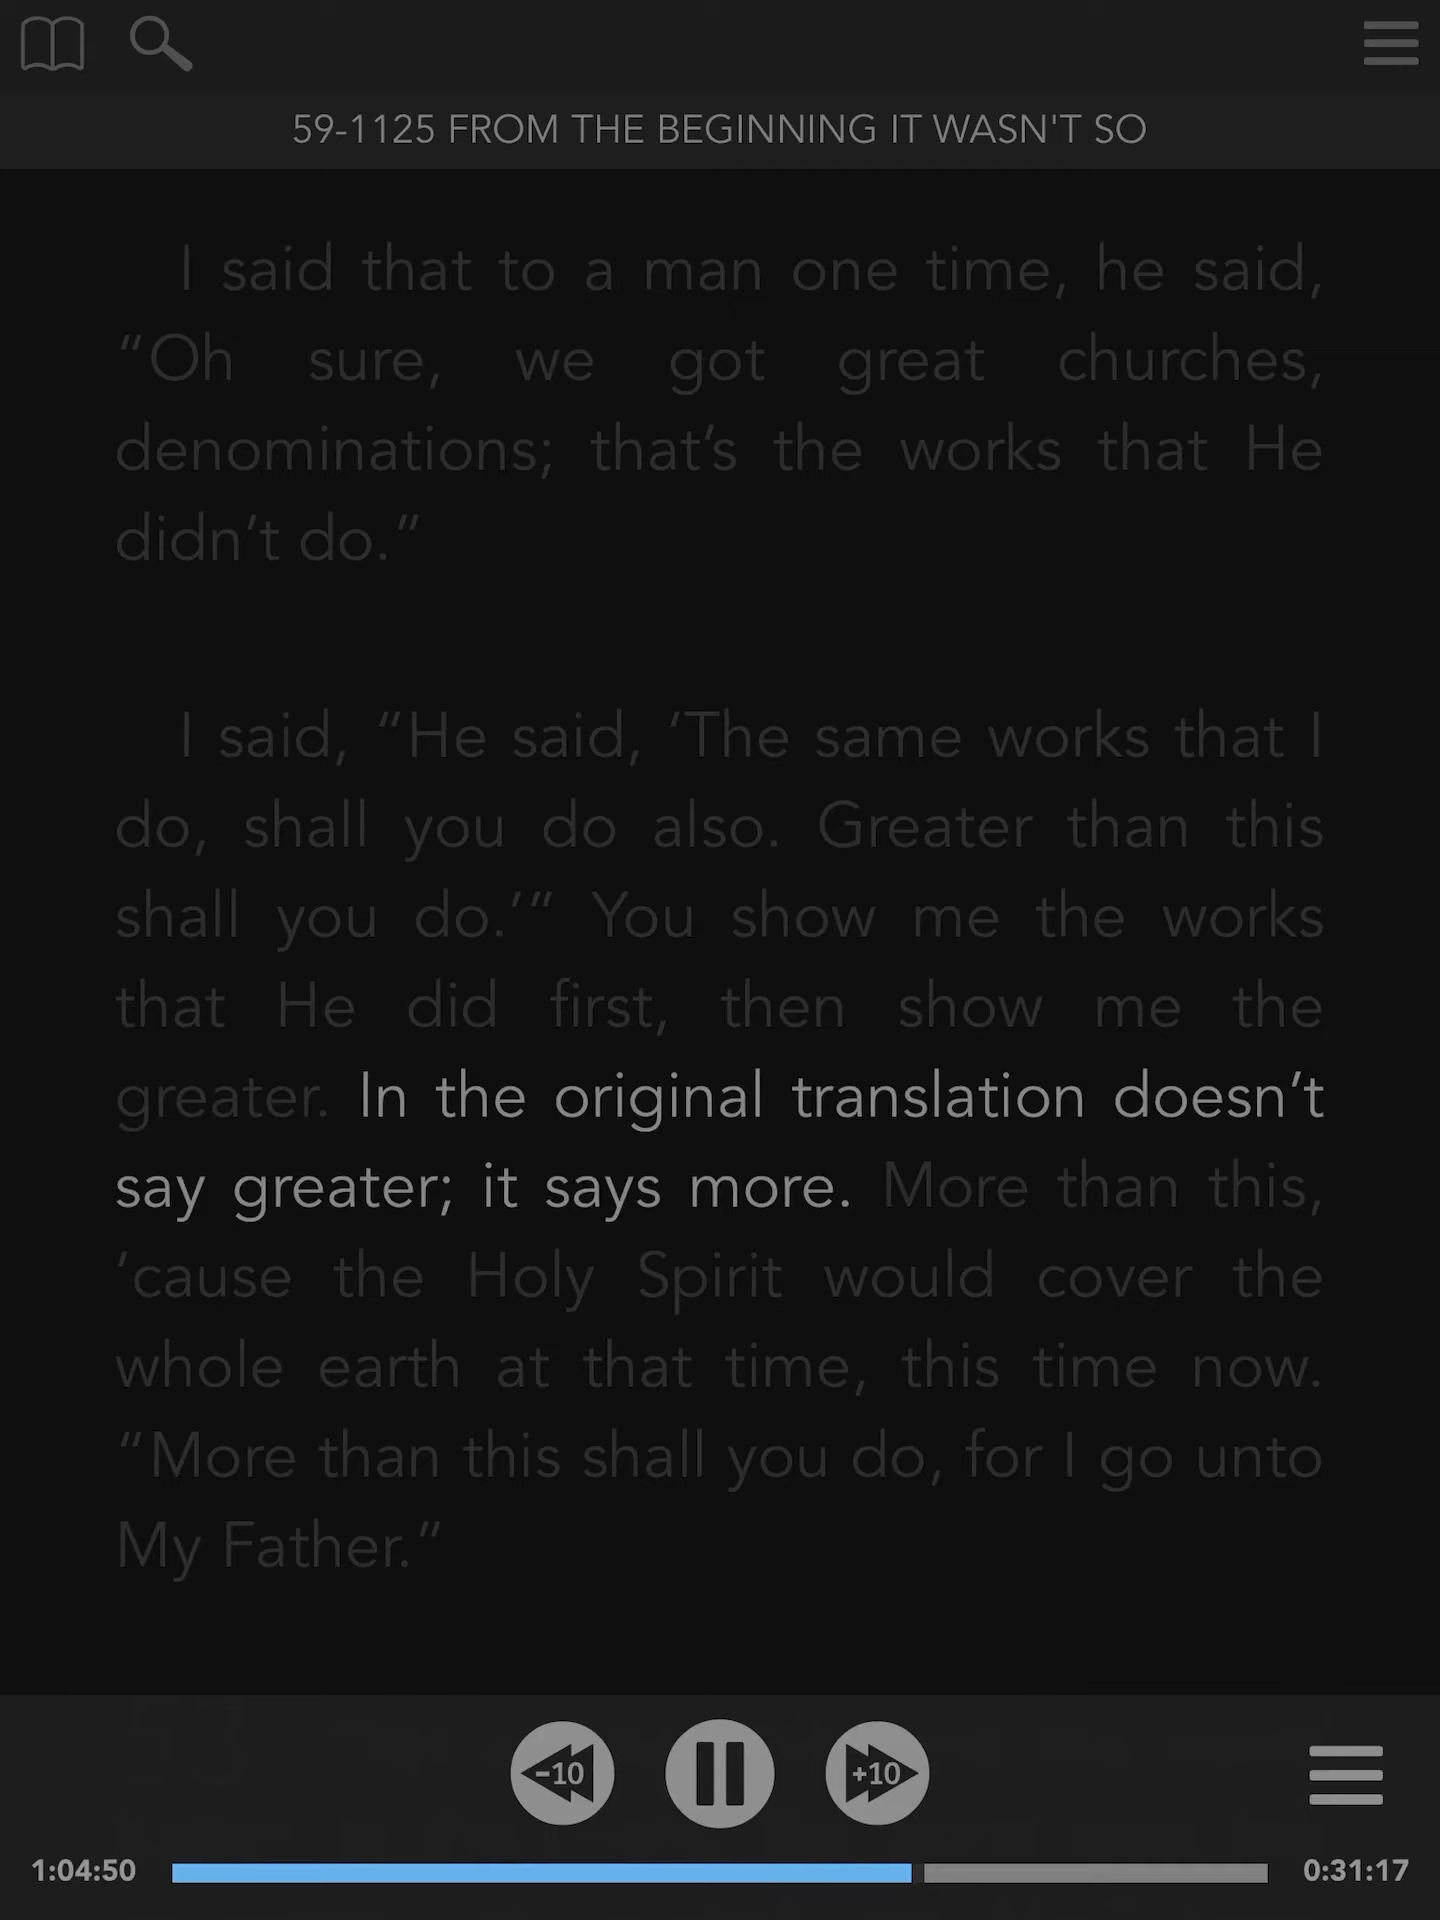 59-1125 FROM THE BEGINNING IT WASN'T SO
I said that to a man one time, he said,
“Oh sure, we got great churches,
denominations; that’s the works that He
didn’t do.”
I said, “He said, ‘The same works that I
do, shall you do also. Greater than this
shall you do.’” You show me the works
that He did first, then show me the
greater. In the original translation doesn’t
say greater; it says more. More than this,
’cause the Holy Spirit would cover the
whole earth at that time, this time now.
“More than this shall you do, for I go unto
My Father.”
-10 +10
1:04:50 0:31:17